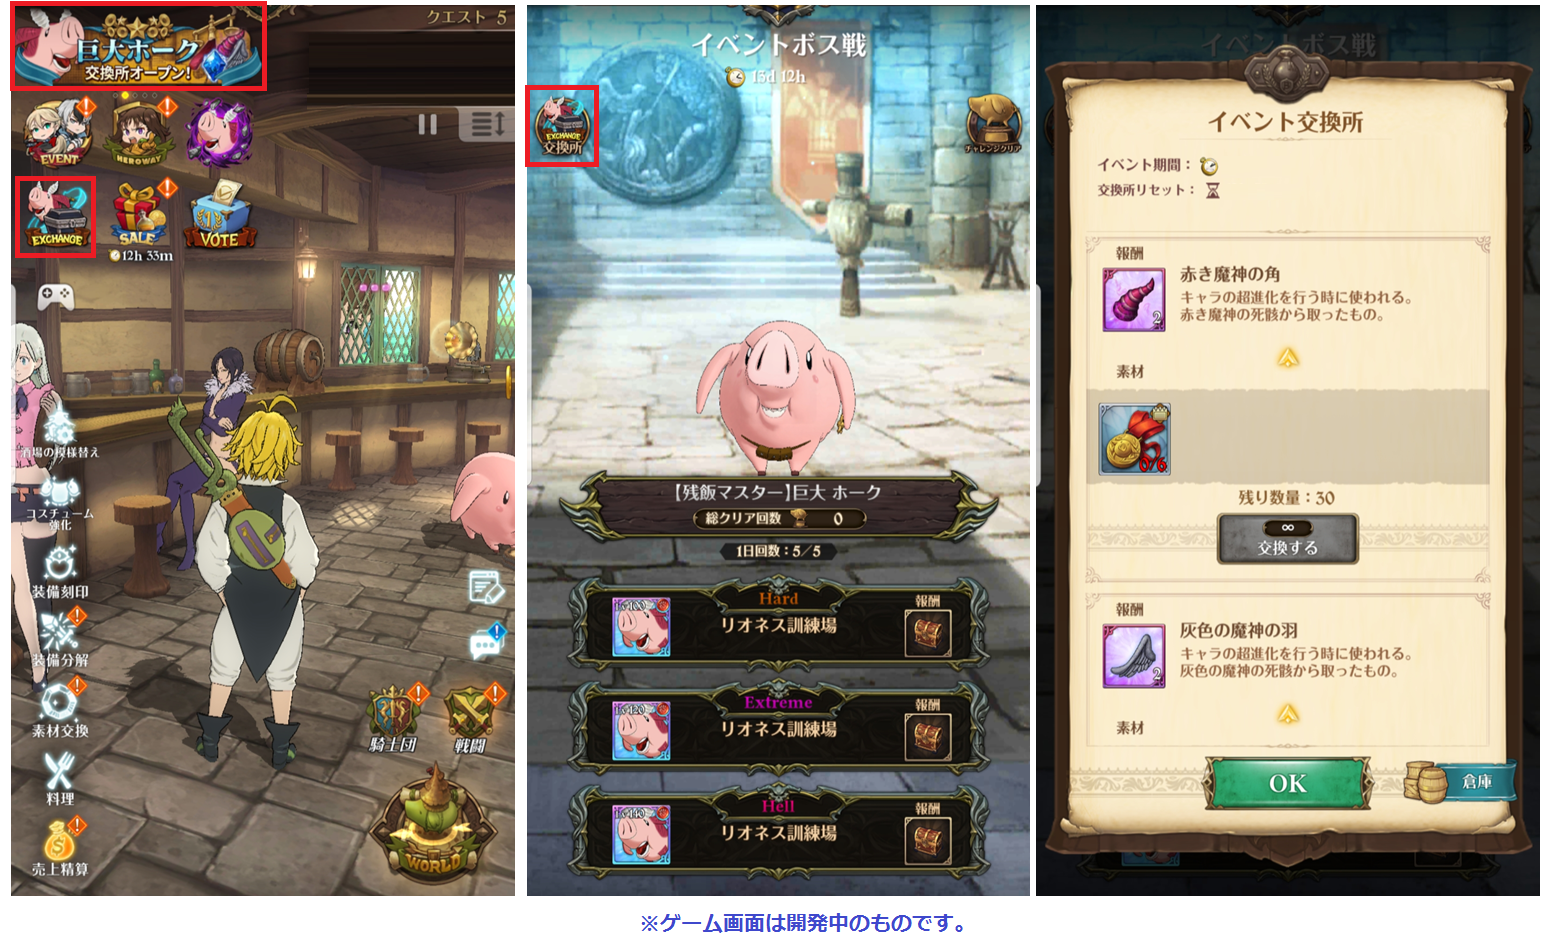 クエスト 5
巨大ホーク
交換所オープン!
EVENT
HEROWAY
EXCHANGE
SALE
VOTE
12h 33m
酒場の模様替え
コスチューム
強化
装備刻印
装備分解
素材交換
料理
売上精算
騎士団
戦闘
WORLD
イベントボス戦
13d 12h
EXCHANGE
交換所
チャレンジクリア
【残飯マスター】巨大 ホーク
総クリア回数 0
1日回数:5/5
Hard
リオネス訓練場
報酬
Lv100
Extreme
リオネス訓練場
報酬
Lv120
Hell
リオネス訓練場
報酬
Lv140
イベントボス戦
イベント交換所
イベント期間:
交換所リセット:
報酬
赤き魔神の角
キャラの超進化を行う時に使われる。
赤き魔神の死骸から取ったもの。
2
素材
0/6
残り数量:30
∞
交換する
報酬
灰色の魔神の羽
キャラの超進化を行う時に使われる。
灰色の魔神の死骸から取ったもの。
2
素材
OK
倉庫
※ゲーム画面は開発中のものです。